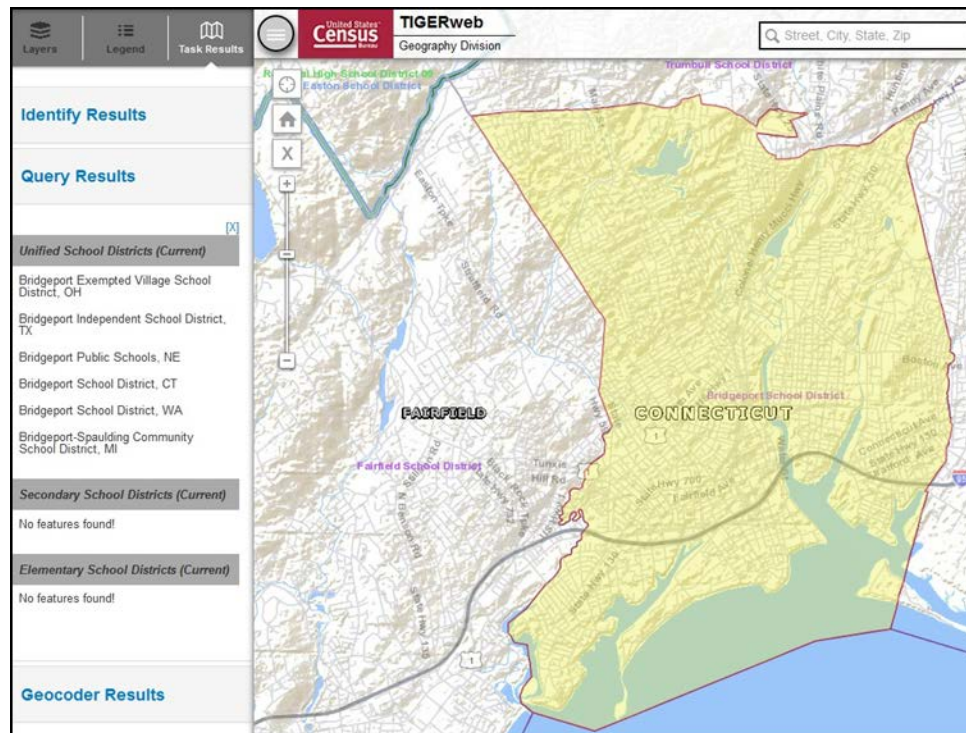 Layers
Legend
Task Results
United States®
Census
Bureau
TIGERweb
Geography Division
Street, City, State, Zip
Identify Results
Query Results
[X]
Unified School Districts (Current)
Bridgeport Exempted Village School
District, OH
Bridgeport Independent School District,
TX
Bridgeport Public Schools, NE
Bridgeport School District, CT
Bridgeport School District, WA
Bridgeport-Spaulding Community
School District, MI
Secondary School Districts (Current)
No features found!
Elementary School Districts (Current)
No features found!
Geocoder Results
X
Trumbull School District
High School District 09
Easton School District
Easton Tpke
FAIRFIELD
CONNECTICUT
Bridgeport School District
Fairfield School District
Tunxis
Hill Rd
N Benson Rd
Fairfield Ave
State Hwy 130
1
1